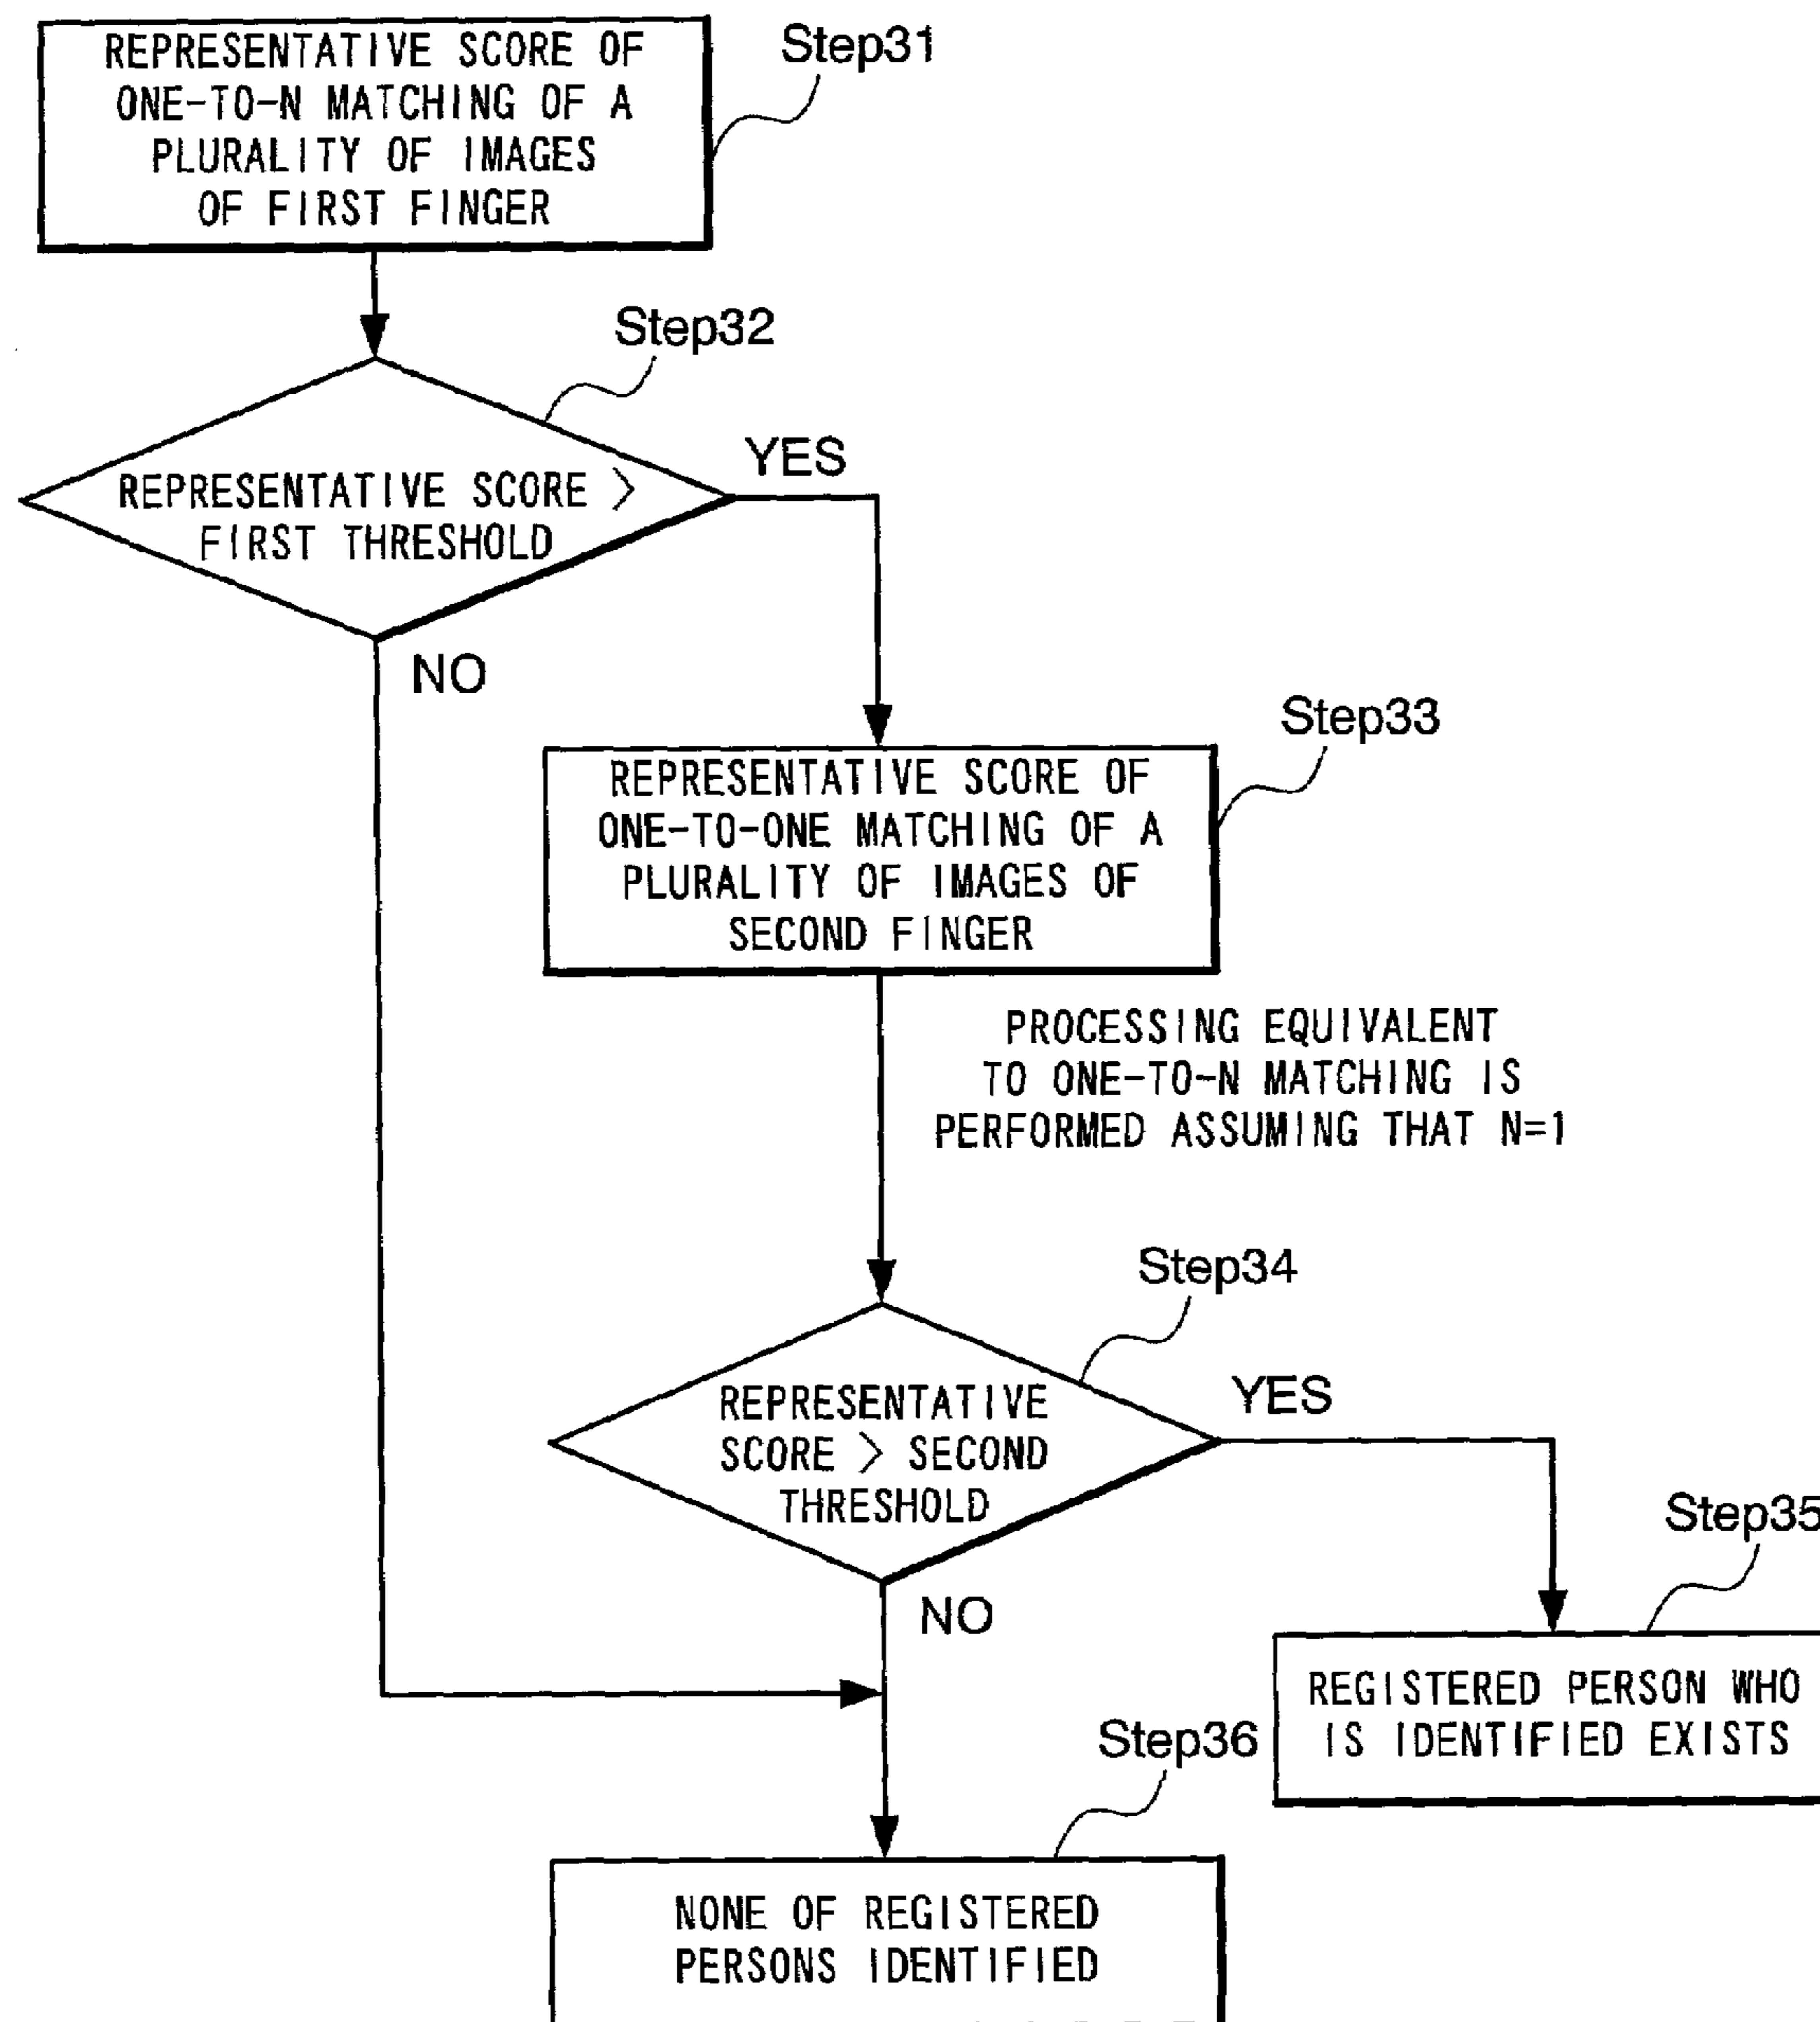 REPRESENTATIVE SCORE OF
ONE-TO-N MATCHING OF A
PLURALITY OF IMAGES
OF FIRST FINGER
Step31
Step32
REPRESENTATIVE SCORE >
FIRST THRESHOLD
YES
NO
Step33
REPRESENTATIVE SCORE OF
ONE-TO-ONE MATCHING OF A
PLURALITY OF IMAGES OF
SECOND FINGER
PROCESSING EQUIVALENT
TO ONE-TO-N MATCHING IS
PERFORMED ASSUMING THAT N=1
Step34
REPRESENTATIVE
SCORE > SECOND
THRESHOLD
YES
NO
Step35
REGISTERED PERSON WHO
IS IDENTIFIED EXISTS
Step36
NONE OF REGISTERED
PERSONS IDENTIFIED